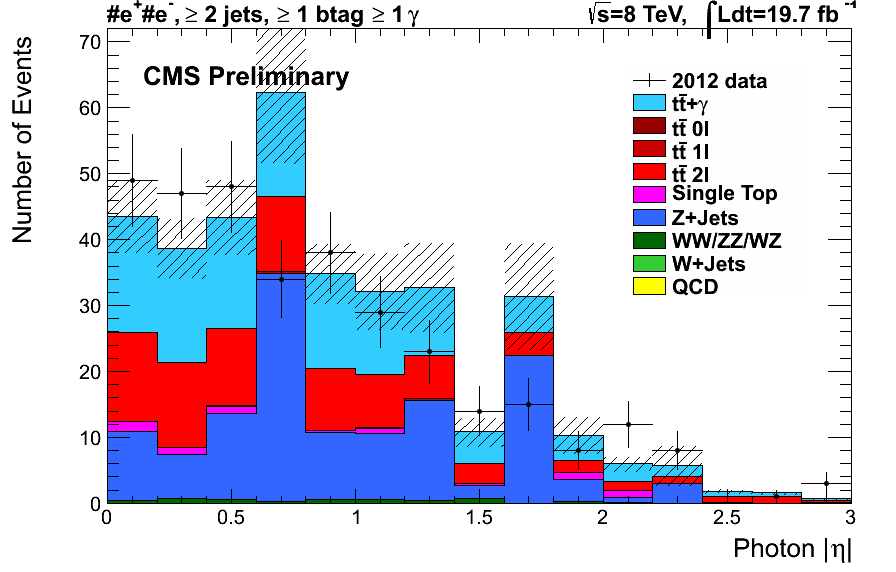 #e⁺#e⁻, ≥ 2 jets, ≥ 1 btag ≥ 1 γ √s=8 TeV, ∫Ldt=19.7 fb⁻¹
CMS Preliminary
Number of Events
70
60
50
40
30
20
10
0
2012 data
tt̄+γ
tt̄ 0l
tt̄ 1l
tt̄ 2l
Single Top
Z+Jets
WW/ZZ/WZ
W+Jets
QCD
0 0.5 1 1.5 2 2.5 3
Photon |η|